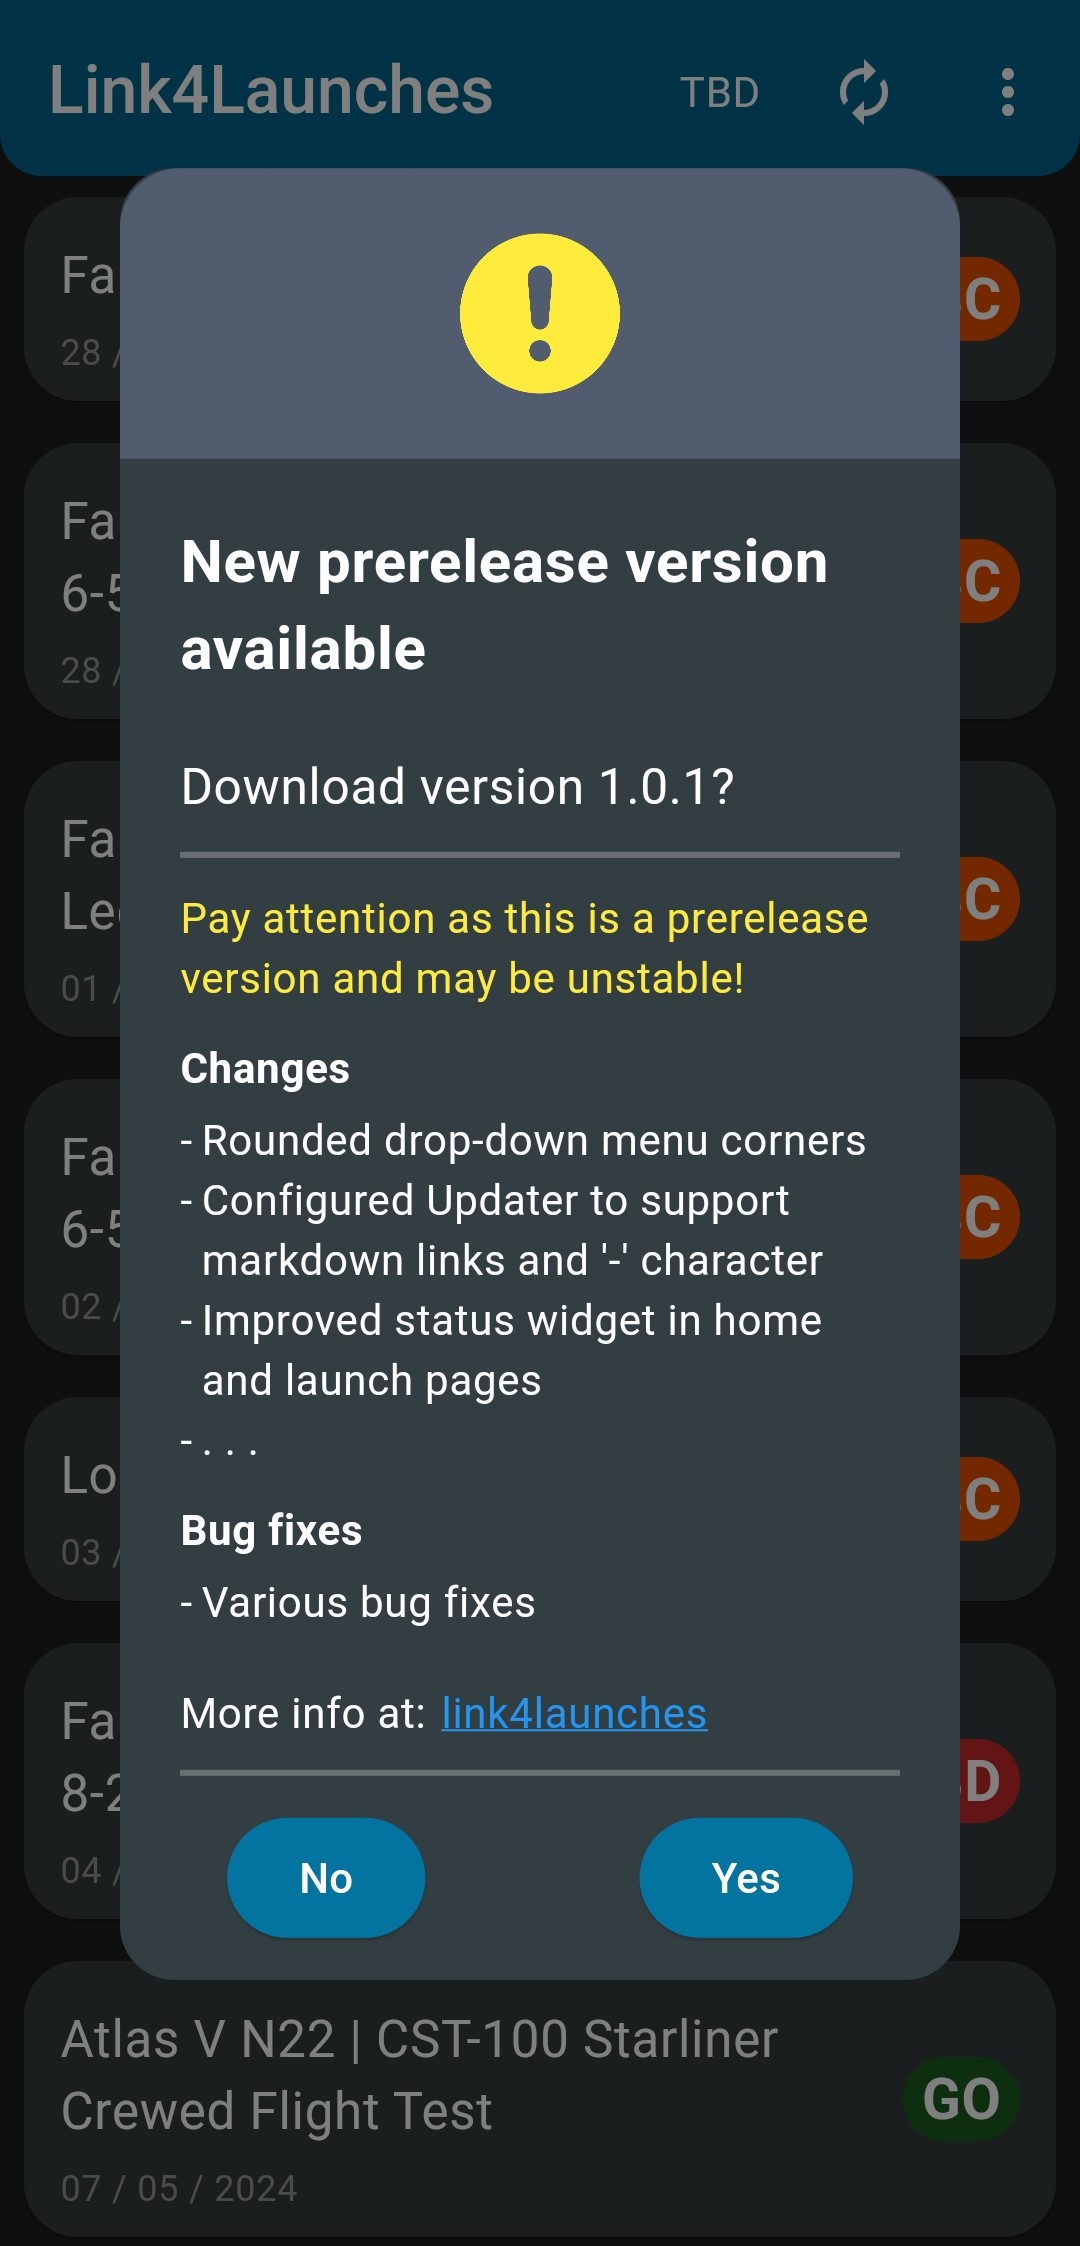 Link4Launches TBD
Fa
28 /
C
New prerelease version
available
Fa
6-5
C
28 /
Download version 1.0.1?
Fa
Le
C
01 /
Pay attention as this is a prerelease
version and may be unstable!
Changes
- Rounded drop-down menu corners
- Configured Updater to support
markdown links and '-' character
- Improved status widget in home
and launch pages
- . . .
Fa
6-5
C
02 /
Lo
C
03 /
Bug fixes
- Various bug fixes
More info at: link4launches
Fa
8-2
D
04 /
No Yes
Atlas V N22 | CST-100 Starliner
Crewed Flight Test
GO
07 / 05 / 2024